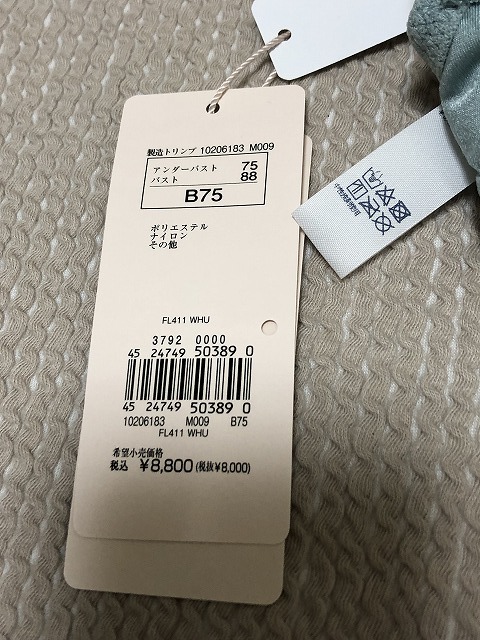 製造トリンプ 10206183 M009
アンダーバスト 75
バスト 88
B75
ポリエステル
ナイロン
その他
FL411 WHU
3792 0000
45 24749 50389 0
45 24749 50389 0
10206183 M009 B75
FL411 WHU
希望小売価格
税込 ¥8,800(税抜¥8,000)